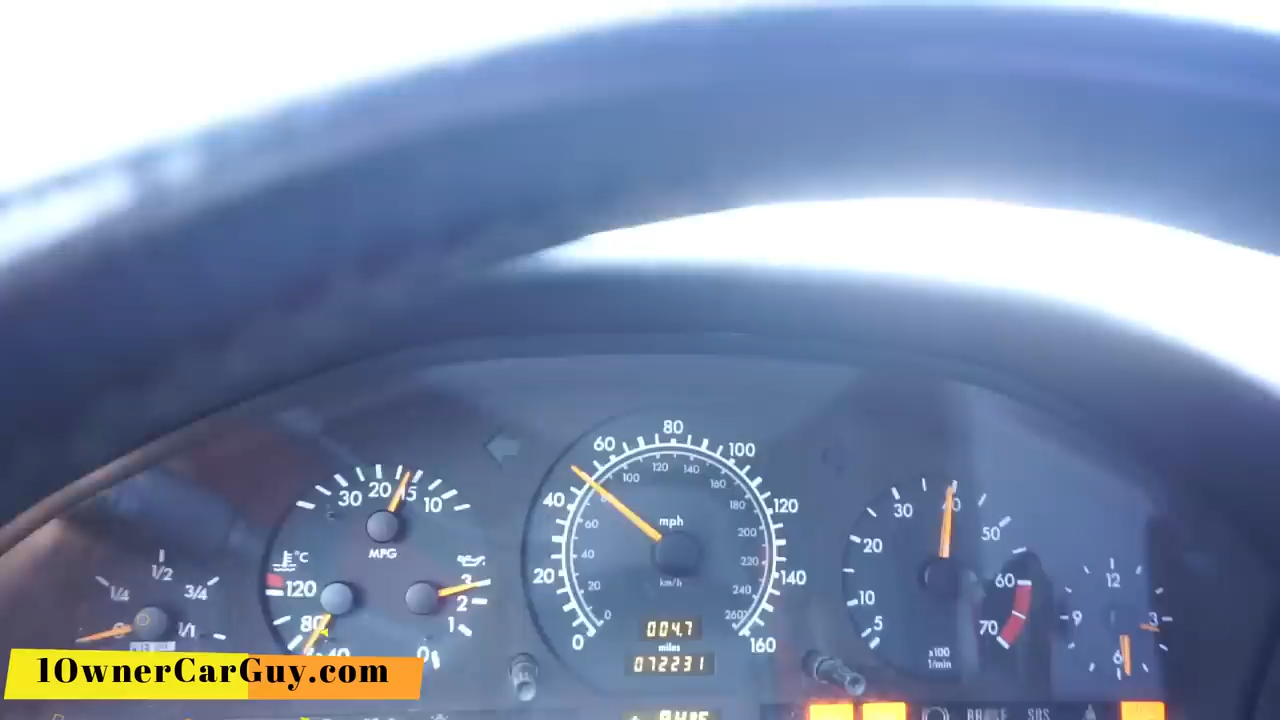 80
60 100
120 140
100 160
1/2
30 20 15 10
40 80 180 120
30 40
1/4 3/4
°C
MPG
mph
60 200
20 50
120
3
40 220
12
20 km/h 140
60
2
20 240
10
0 1/1
80
1
0 260
5
70
9 3
40
0
0 004.7 160
miles
x100
1/min
6
072231
1OwnerCarGuy.com
BRAKE SRS